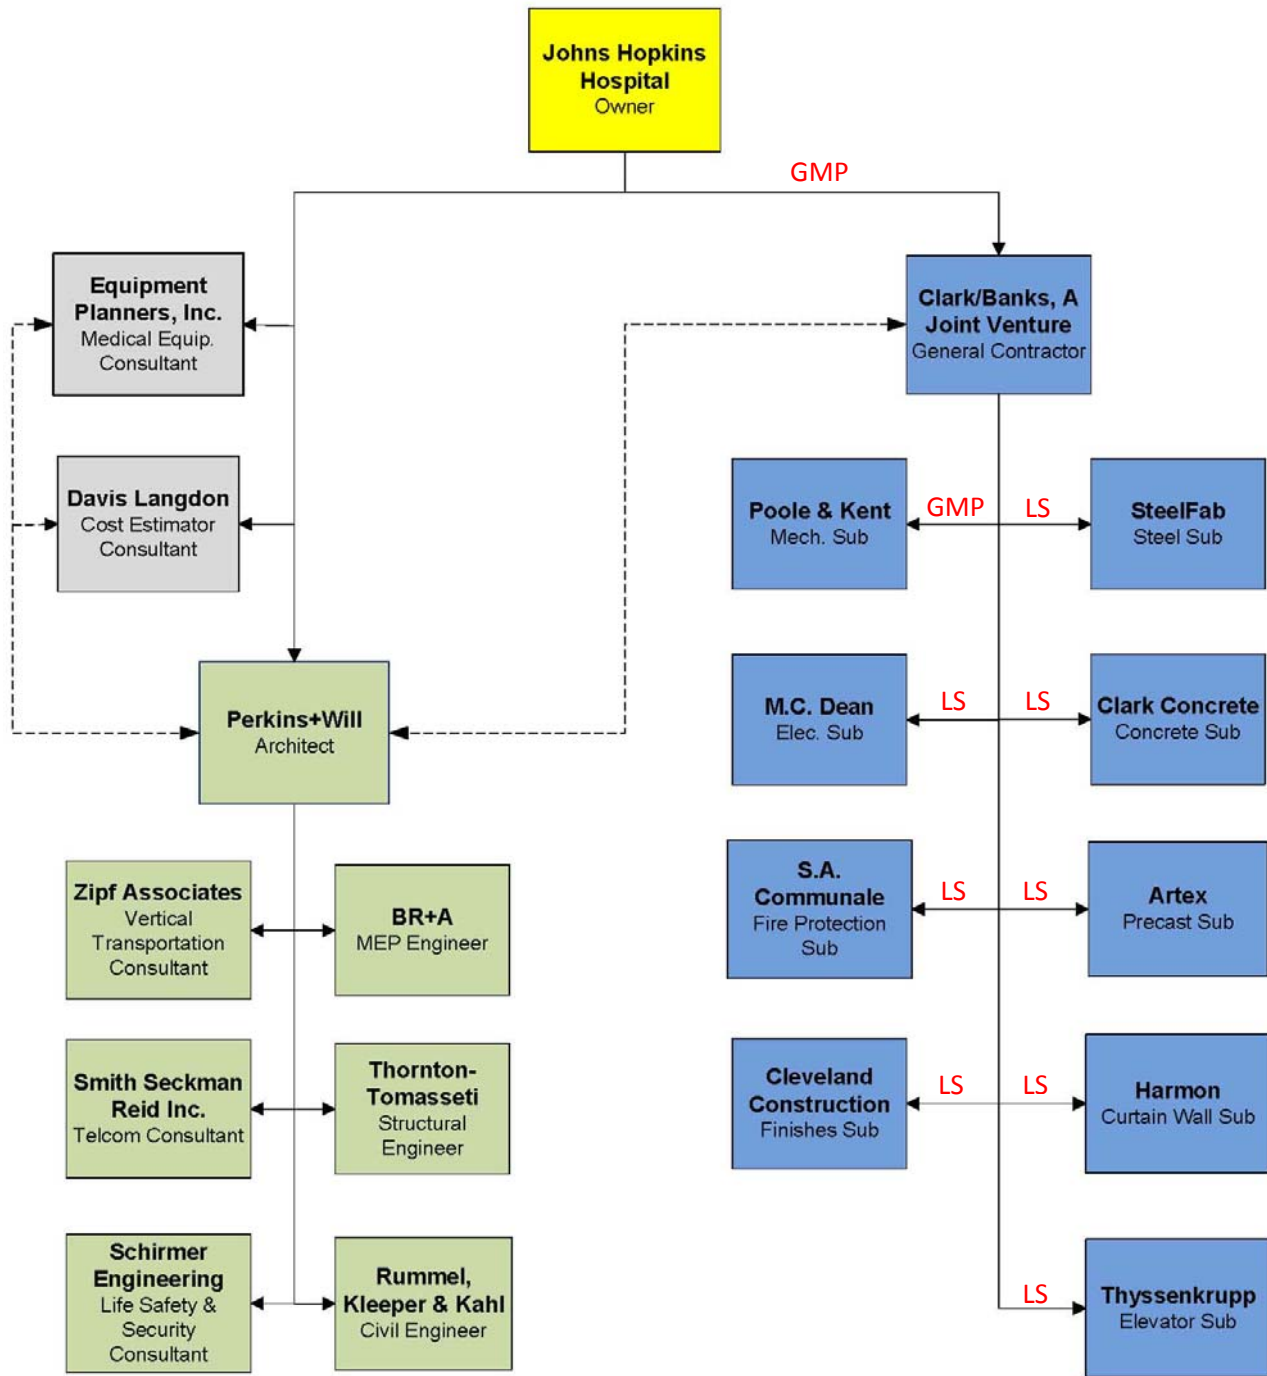 Johns Hopkins
Hospital
Owner
GMP
Equipment
Planners, Inc.
Medical Equip.
Consultant
Clark/Banks, A
Joint Venture
General Contractor
Davis Langdon
Cost Estimator
Consultant
Poole & Kent
Mech. Sub
GMP
LS
SteelFab
Steel Sub
Perkins+Will
Architect
M.C. Dean
Elec. Sub
LS
LS
Clark Concrete
Concrete Sub
Zipf Associates
Vertical
Transportation
Consultant
BR+A
MEP Engineer
S.A.
Communale
Fire Protection
Sub
LS
LS
Artex
Precast Sub
Smith Seckman
Reid Inc.
Telcom Consultant
Thornton-
Tomasseti
Structural
Engineer
Cleveland
Construction
Finishes Sub
LS
LS
Harmon
Curtain Wall Sub
Schirmer
Engineering
Life Safety &
Security
Consultant
Rummel,
Kleeper & Kahl
Civil Engineer
LS
Thyssenkrupp
Elevator Sub